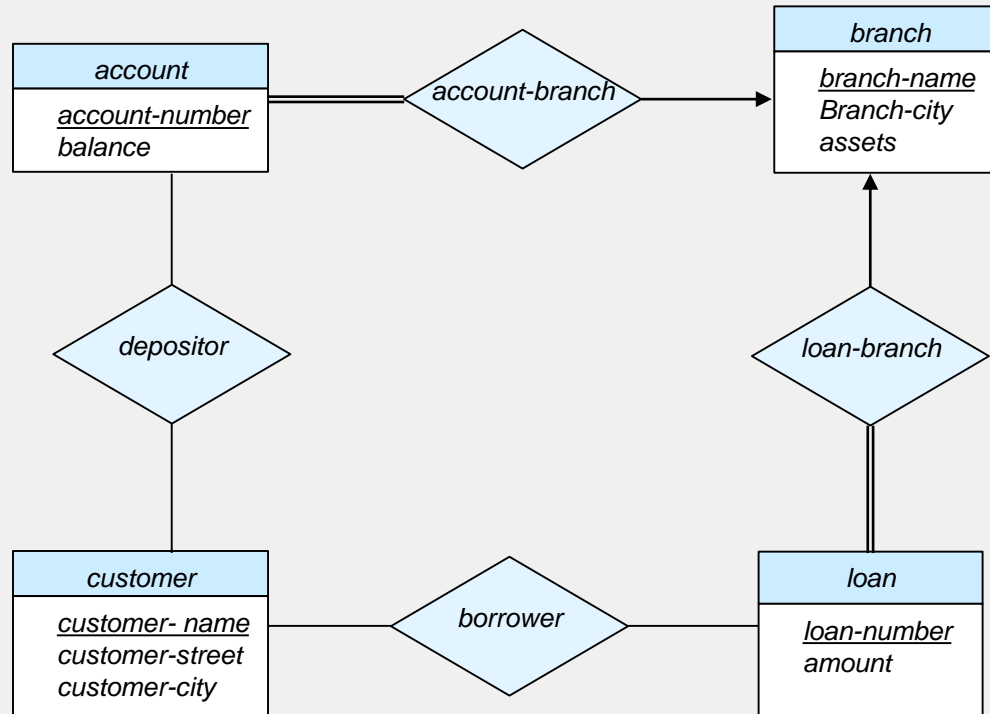 account
account-number
balance
account-branch
branch
branch-name
Branch-city
assets
depositor
loan-branch
customer
customer- name
customer-street
customer-city
borrower
loan
loan-number
amount